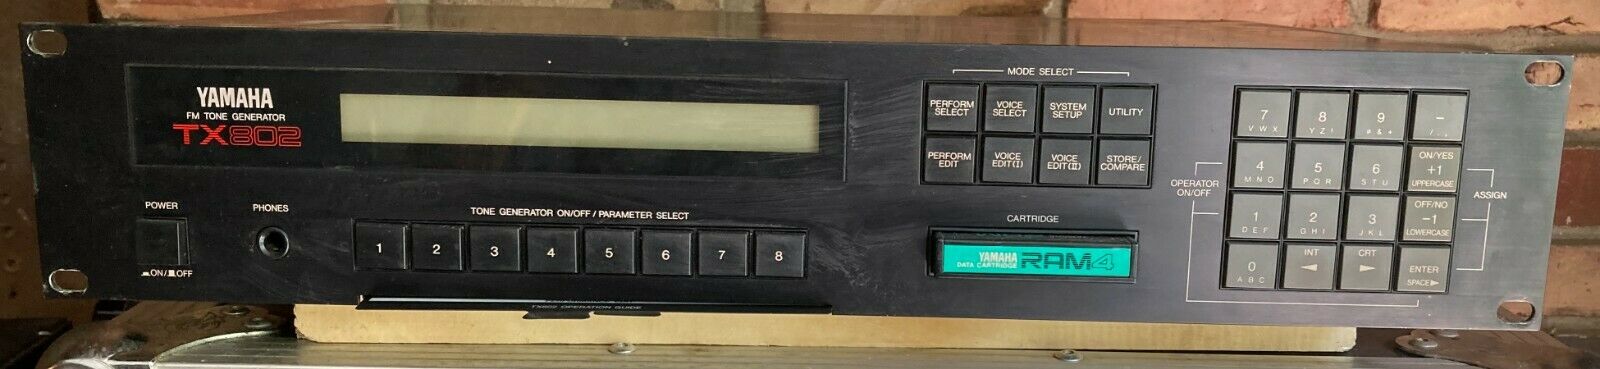 YAMAHA
FM TONE GENERATOR
TX802
POWER
ON / OFF
PHONES
TONE GENERATOR ON/OFF / PARAMETER SELECT
1 2 3 4 5 6 7 8
TX802 OPERATION GUIDE
MODE SELECT
PERFORM SELECT
VOICE SELECT
SYSTEM SETUP
UTILITY
PERFORM EDIT
VOICE EDIT(I)
VOICE EDIT(II)
STORE/COMPARE
CARTRIDGE
YAMAHA
DATA CARTRIDGE
RAM4
OPERATOR
ON/OFF
7
VWX
8
YZ!
9
# & +
-
/ . ,
4
MNO
5
PQR
6
STU
ON/YES
+1
UPPERCASE
1
DEF
2
GHI
3
JKL
OFF/NO
-1
LOWERCASE
0
ABC
INT
◄
CRT
►
ENTER
SPACE►
ASSIGN